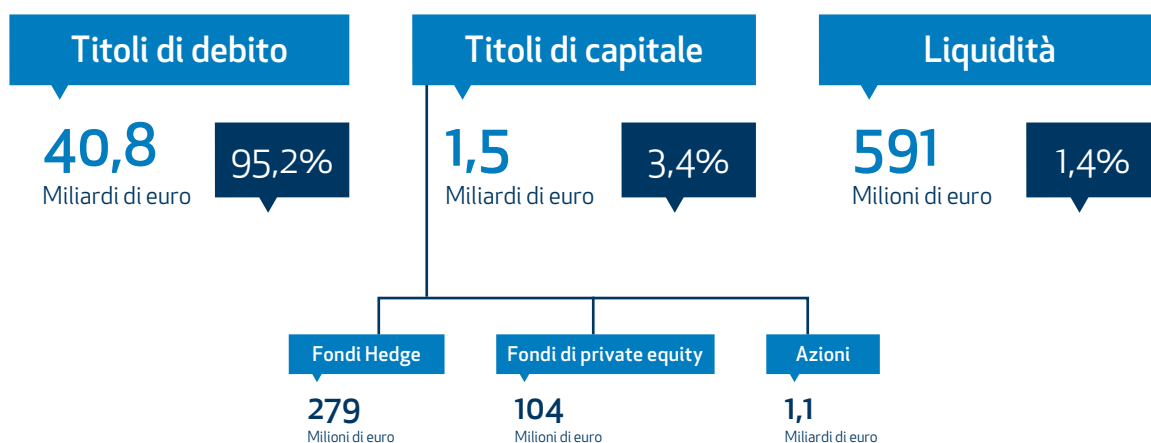 Titoli di debito
40,8
Miliardi di euro
95,2%
Titoli di capitale
1,5
Miliardi di euro
3,4%
Liquidità
591
Milioni di euro
1,4%
Fondi Hedge
279
Milioni di euro
Fondi di private equity
104
Milioni di euro
Azioni
1,1
Miliardi di euro